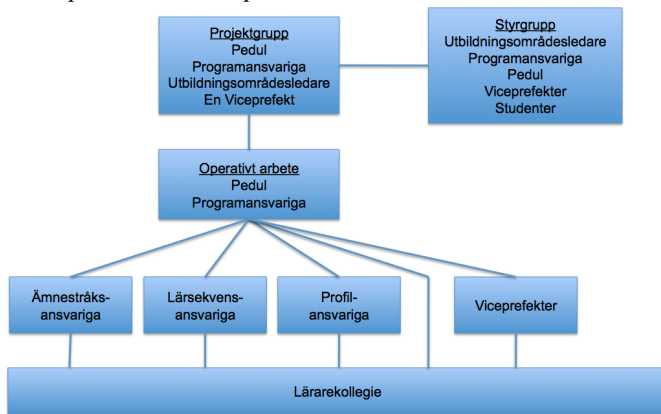 Projektgrupp
Pedul
Programansvariga
Utbildningsområdesledare
En Viceprefekt
Styrgrupp
Utbildningsområdesledare
Programansvariga
Pedul
Viceprefekter
Studenter
Operativt arbete
Pedul
Programansvariga
Ämnestråks-
ansvariga
Lärsekvens-
ansvariga
Profil-
ansvariga
Viceprefekter
Lärarekollegie